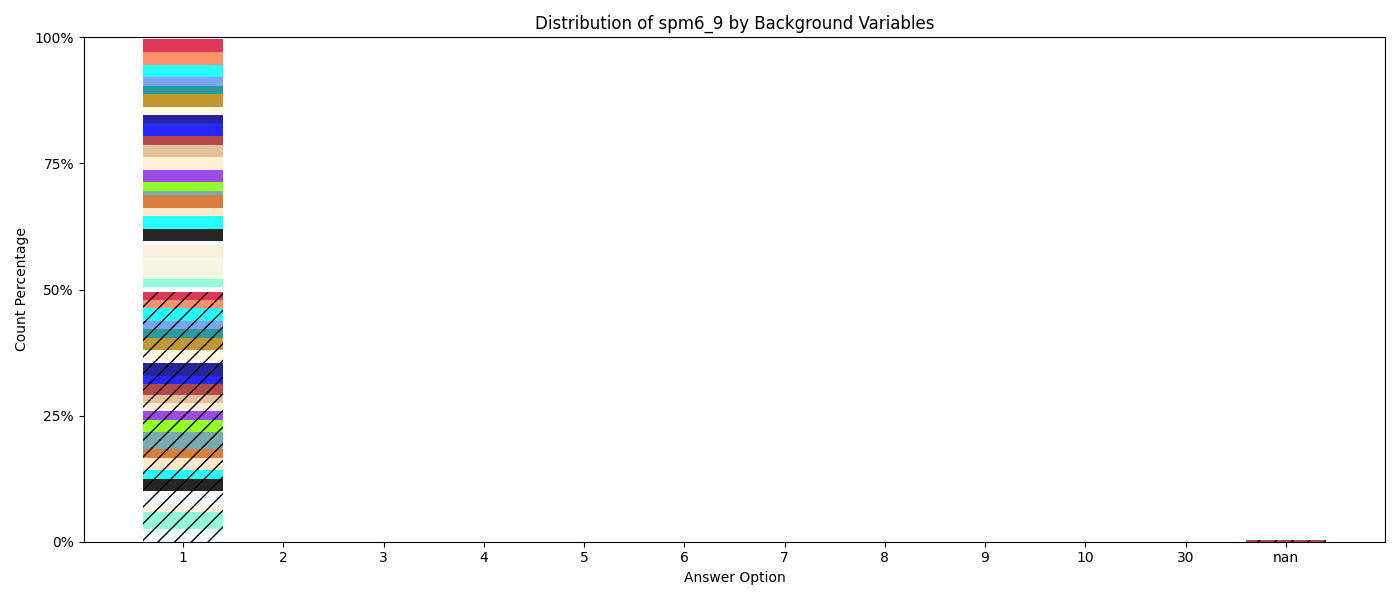 Distribution of spm6_9 by Background Variables
100%
75%
50%
25%
0%
Count Percentage
1 2 3 4 5 6 7 8 9 10 30 nan
Answer Option